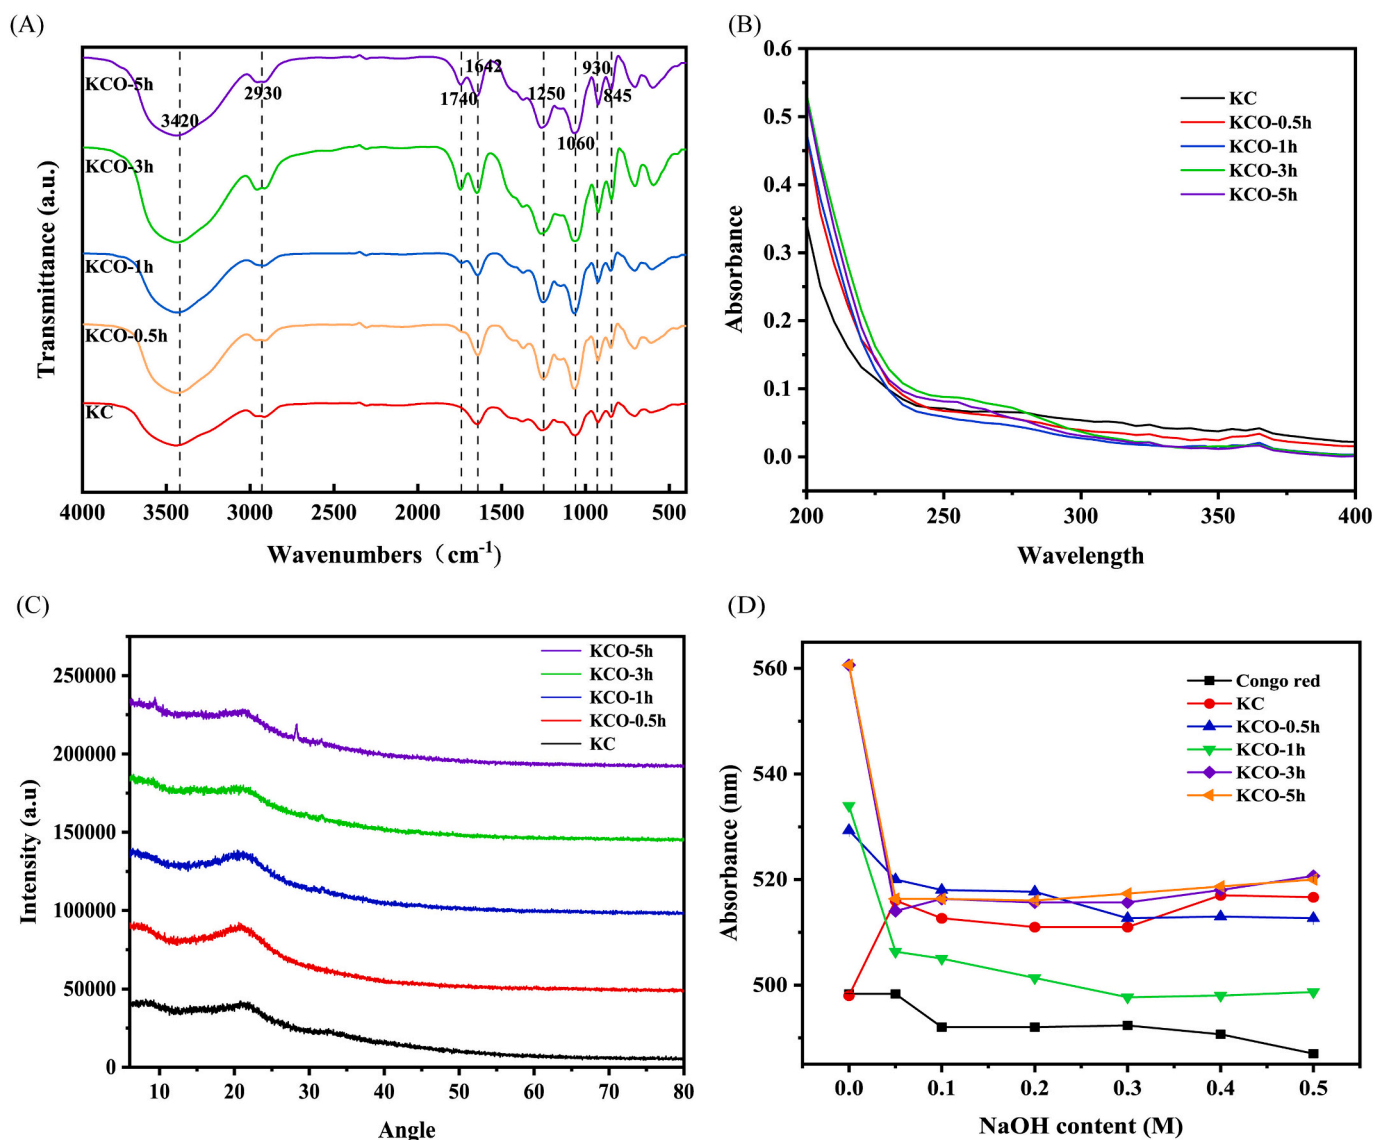 (A)
KCO-5h
KCO-3h
KCO-1h
KCO-0.5h
KC
3420
2930
1740
1642
1250
1060
930
845
Transmittance (a.u.)
4000 3500 3000 2500 2000 1500 1000 500
Wavenumbers（cm-1)
(B)
0.6
0.5
0.4
0.3
0.2
0.1
0.0
Absorbance
KC
KCO-0.5h
KCO-1h
KCO-3h
KCO-5h
200 250 300 350 400
Wavelength
(C)
250000
200000
150000
100000
50000
0
Intensity (a.u)
KCO-5h
KCO-3h
KCO-1h
KCO-0.5h
KC
10 20 30 40 50 60 70 80
Angle
(D)
560
540
520
500
Absorbance (nm)
Congo red
KC
KCO-0.5h
KCO-1h
KCO-3h
KCO-5h
0.0 0.1 0.2 0.3 0.4 0.5
NaOH content (M)